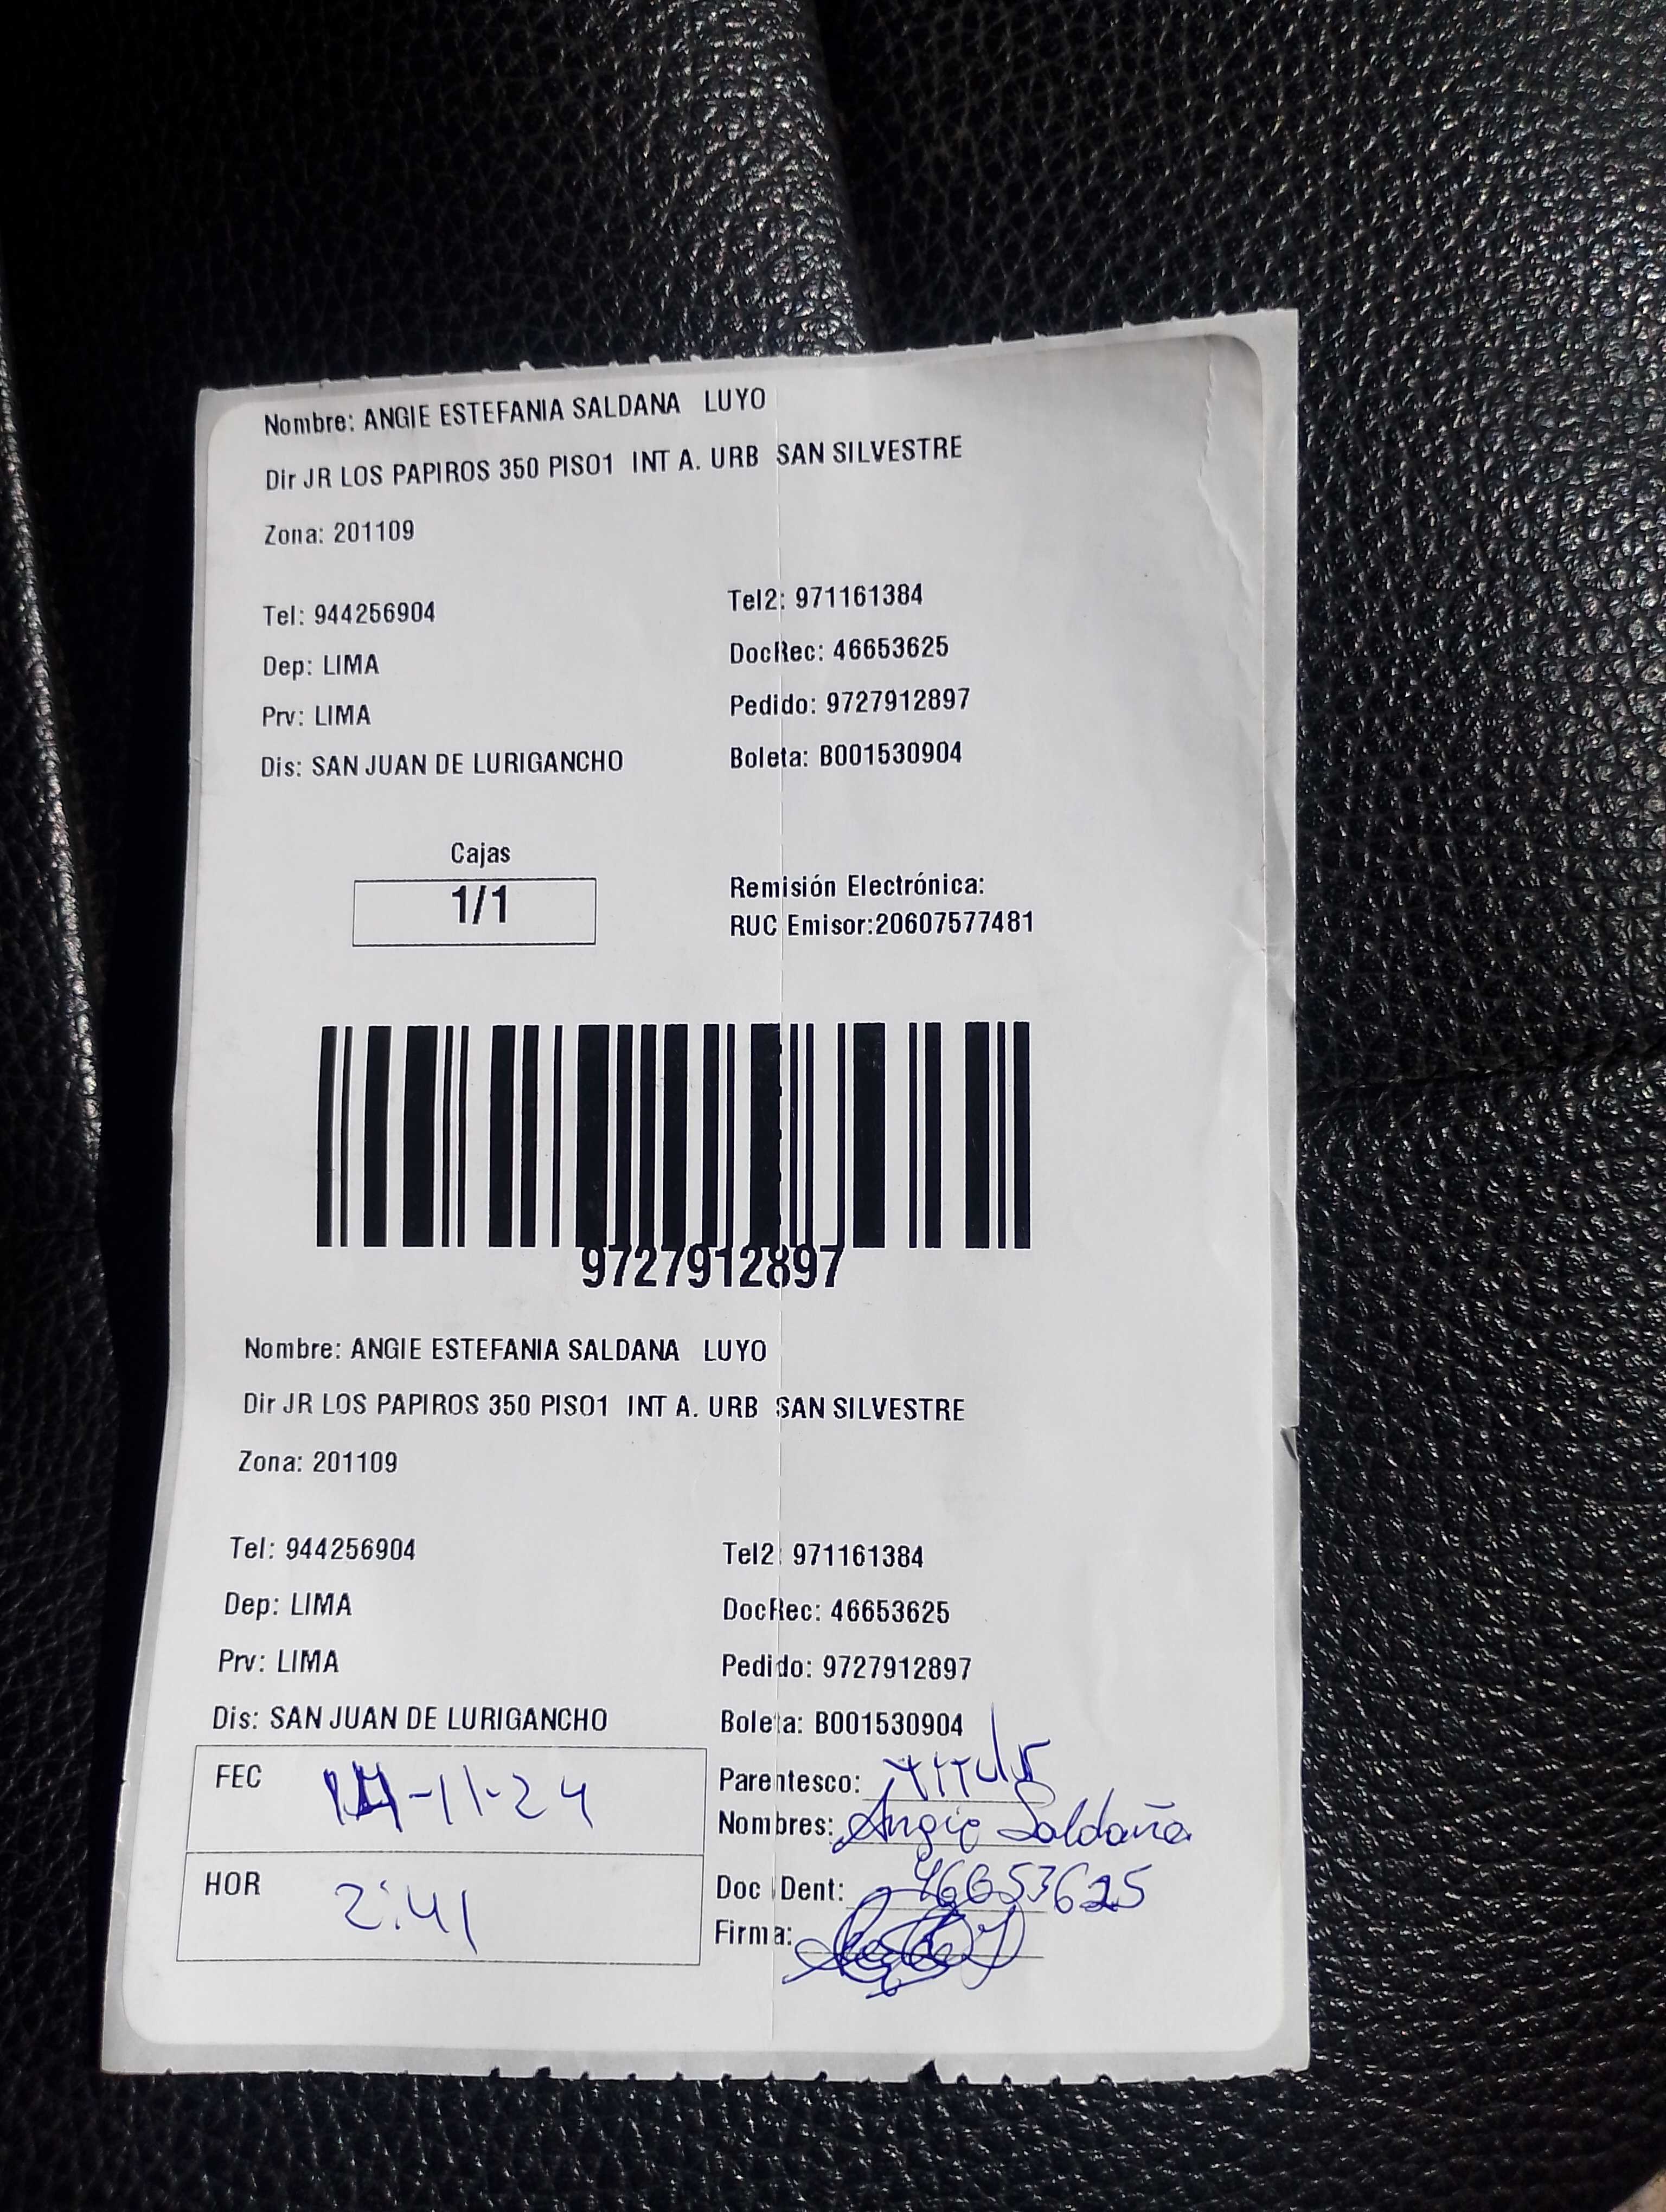 Nombre: ANGIE ESTEFANIA SALDANA LUYO
Dir JR LOS PAPIROS 350 PISO1 INT A. URB SAN SILVESTRE
Zona: 201109
Tel: 944256904 Tel2: 971161384
Dep: LIMA DocRec: 46653625
Prv: LIMA Pedido: 9727912897
Dis: SAN JUAN DE LURIGANCHO Boleta: B001530904
Cajas
1/1
Remisión Electrónica:
RUC Emisor:20607577481
9727912897
Nombre: ANGIE ESTEFANIA SALDANA LUYO
Dir JR LOS PAPIROS 350 PISO1 INT A. URB SAN SILVESTRE
Zona: 201109
Tel: 944256904 Tel2: 971161384
Dep: LIMA DocRec: 46653625
Prv: LIMA Pedido: 9727912897
Dis: SAN JUAN DE LURIGANCHO Boleta: B001530904
FEC -11-24
HOR 2:41
Parentesco: Titular
Nombres: Angie Saldaña
Doc Dent: 46653625
Firma: